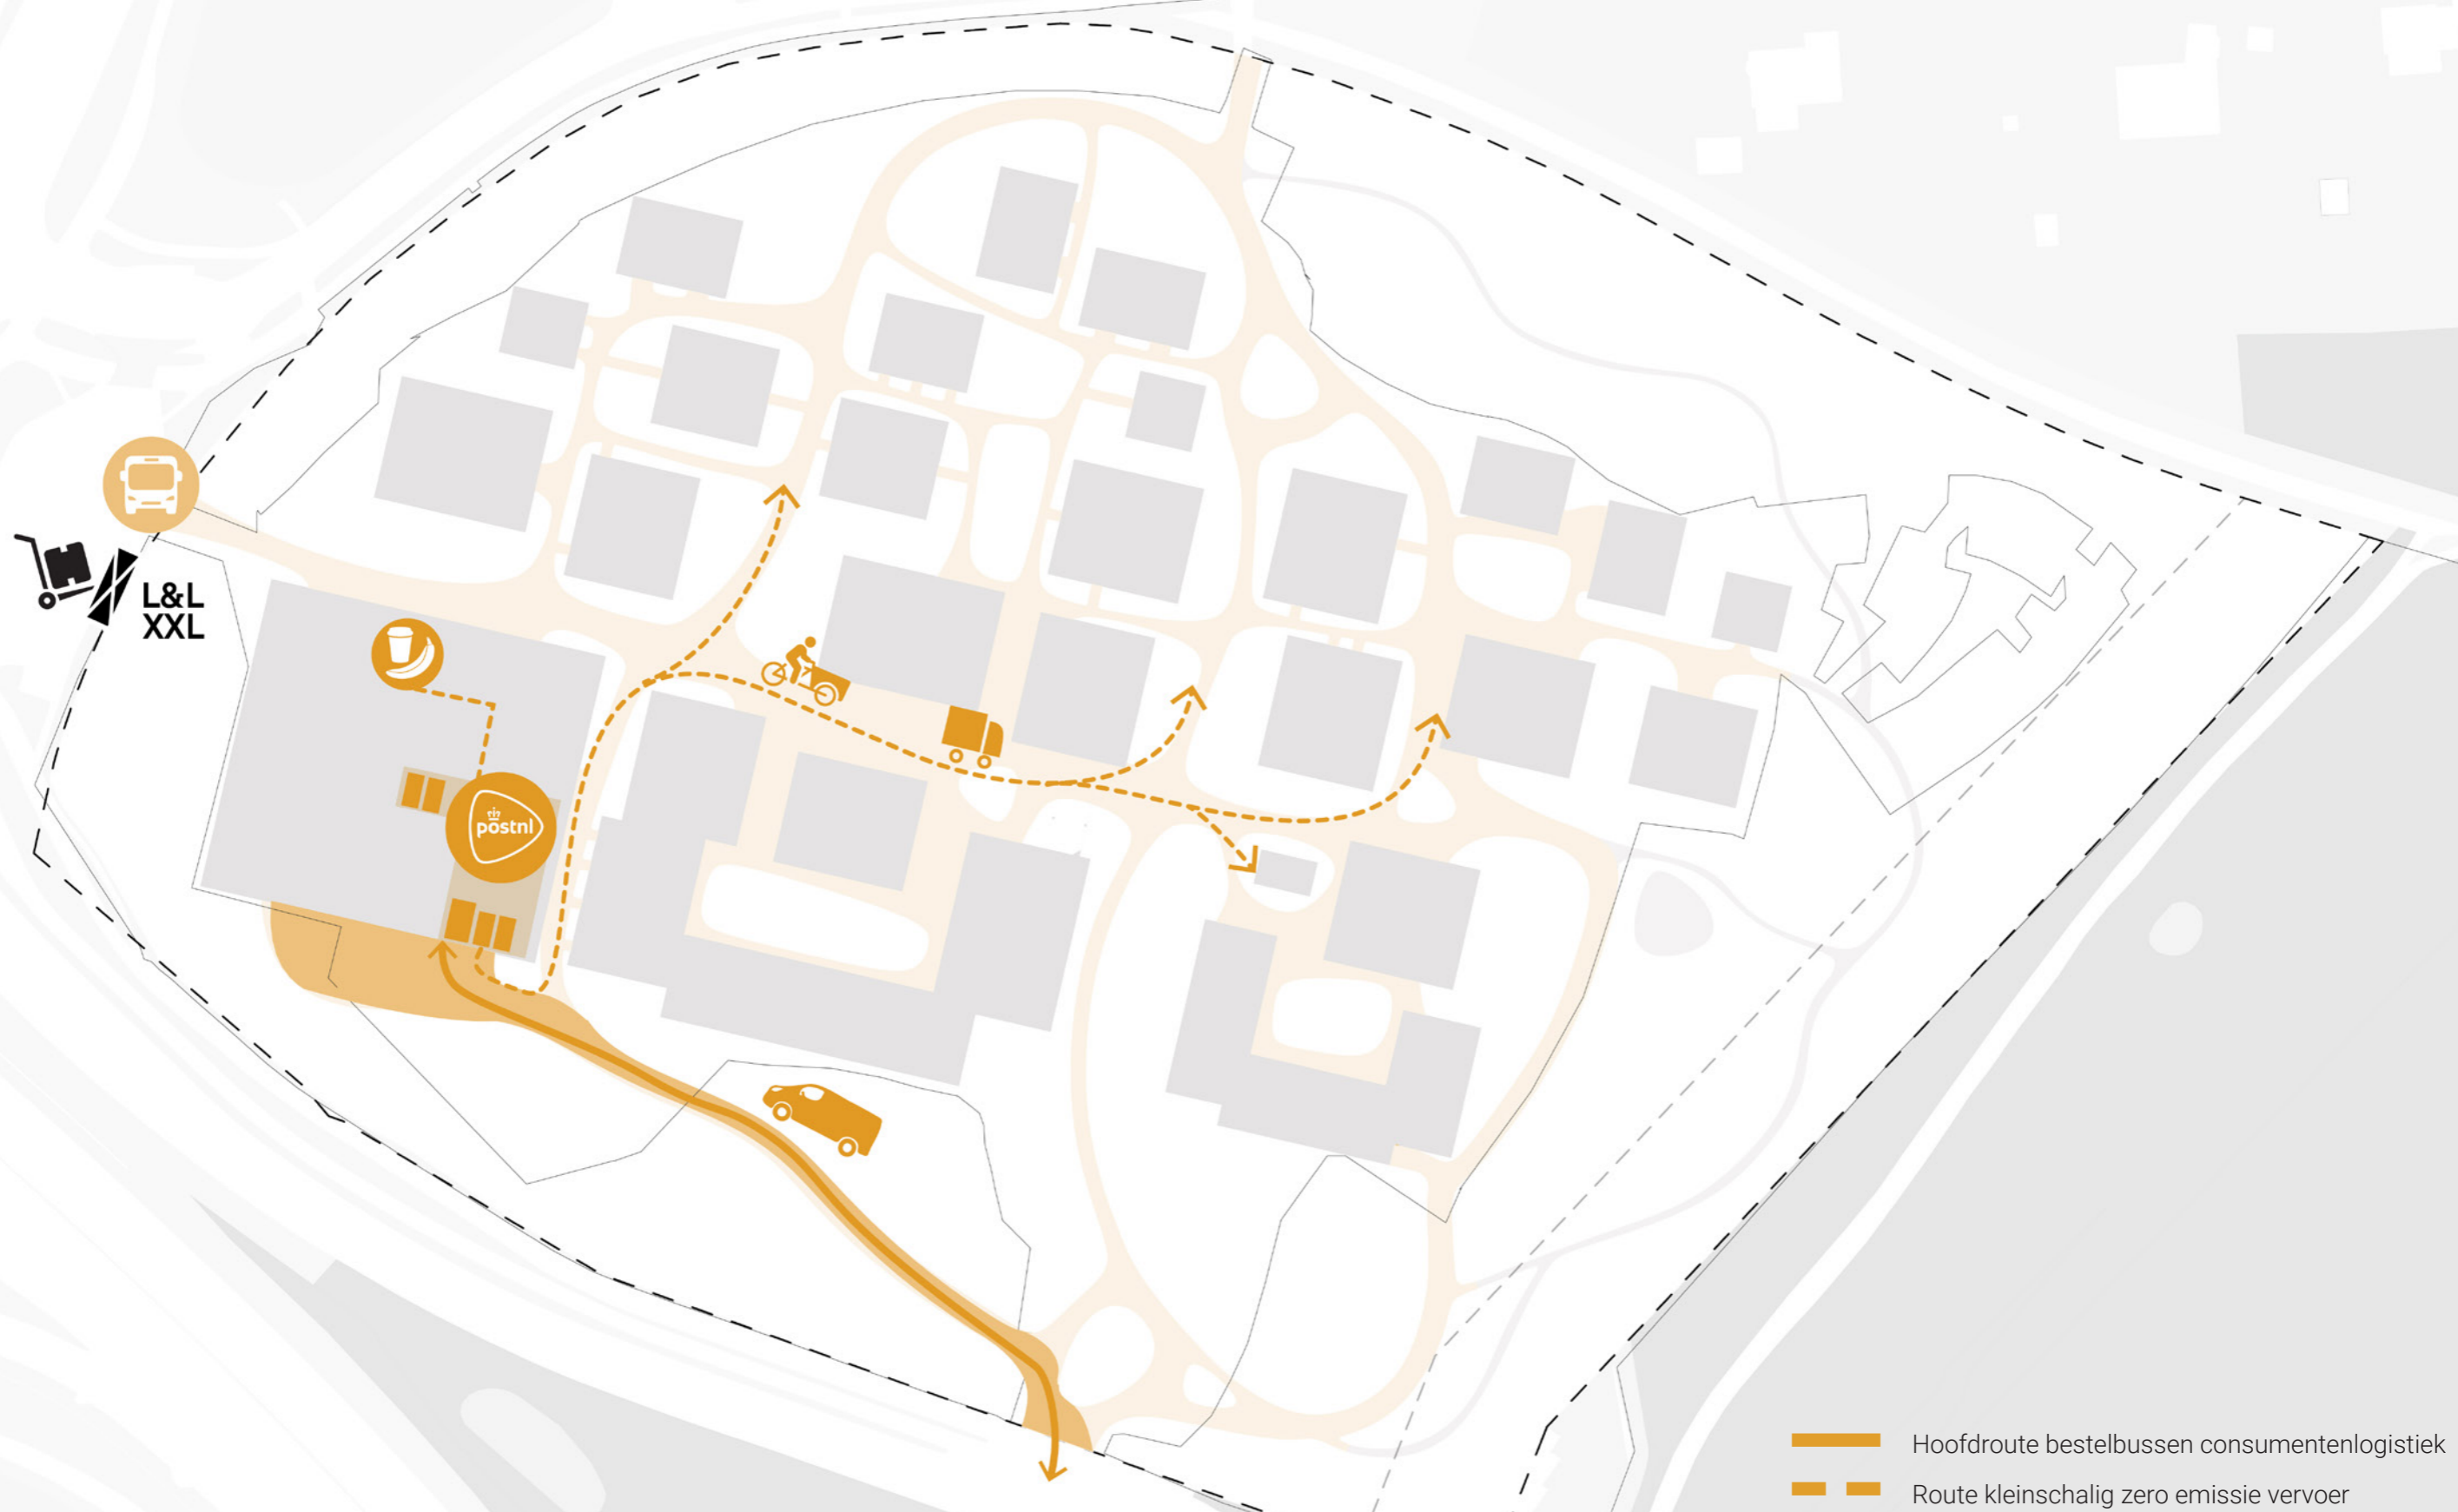 L&L
XXL
postnl
Hoofdroute bestelbussen consumentenlogistiek
Route kleinschalig zero emissie vervoer